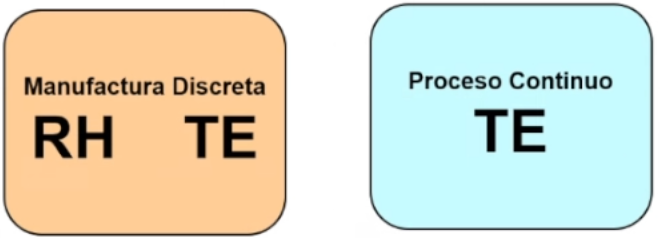 Manufactura Discreta
RH TE
Proceso Continuo
TE